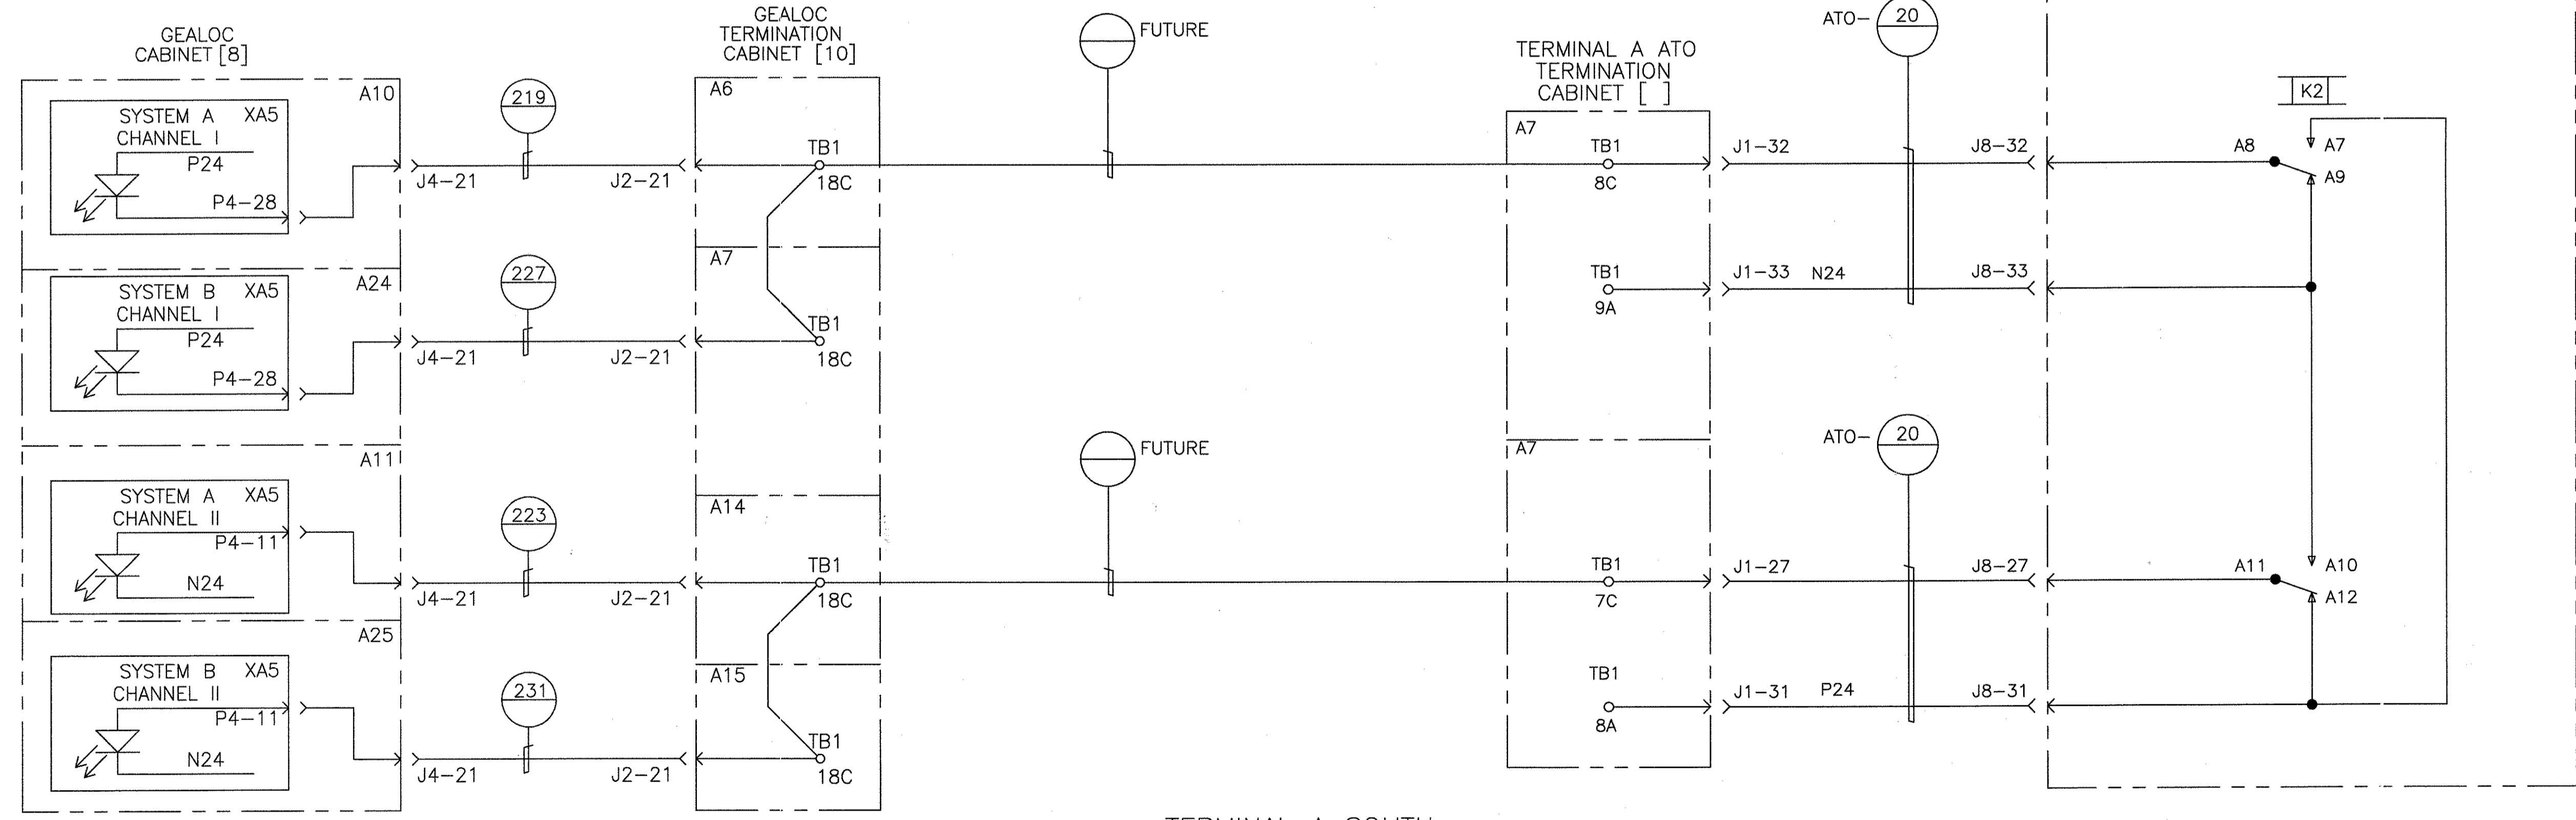 GEALOC
CABINET [8]
A10
SYSTEM A XA5
CHANNEL I
P24
P4-28
A24
SYSTEM B XA5
CHANNEL I
P24
P4-28
A11
SYSTEM A XA5
CHANNEL II
P4-11
N24
A25
SYSTEM B XA5
CHANNEL II
P4-11
N24
219
J4-21 J2-21
227
J4-21 J2-21
223
J4-21 J2-21
231
J4-21 J2-21
GEALOC
TERMINATION
CABINET [10]
A6
TB1
18C
A7
TB1
18C
A14
TB1
18C
A15
TB1
18C
FUTURE
FUTURE
TERMINAL A ATO
TERMINATION
CABINET [ ]
A7
TB1
8C
TB1
9A
A7
TB1
7C
TB1
8A
ATO- 20
J1-32 J8-32
J1-33 N24 J8-33
ATO- 20
J1-27 J8-27
J1-31 P24 J8-31
K2
A8 A7
A9
A11 A10
A12
TERMINAL A SOUTH